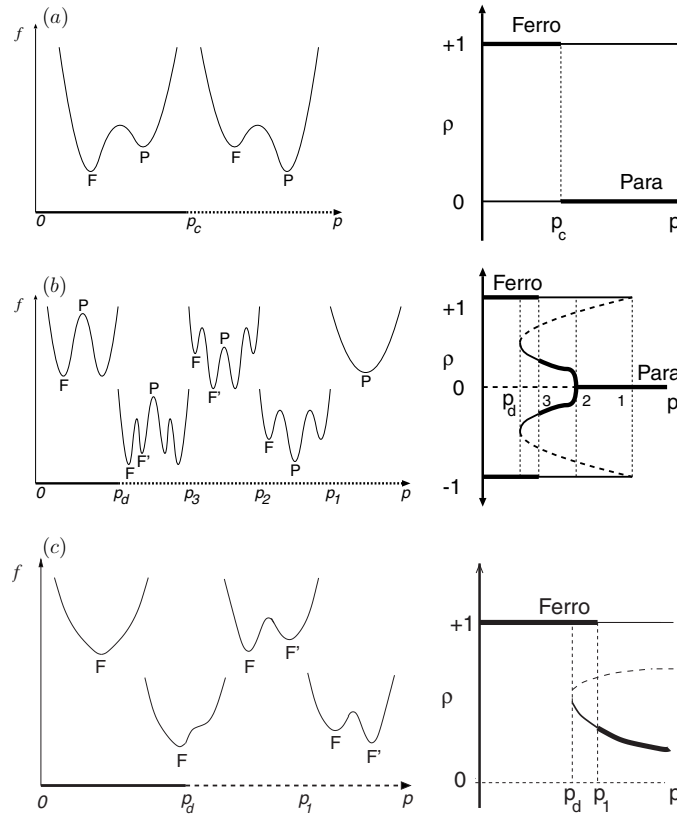 (a)
f
F
P
F
P
0
p_c
p
+1
Ferro
ρ
0
Para
p_c
p
(b)
f
P
F
F
F'
P
F
F'
P
F
P
P
0
p_d
p_3
p_2
p_1
p
Ferro
+1
ρ
0
-1
p_d
3
2
1
Para
p
(c)
f
F
F
F
F'
F
F'
0
p_d
p_1
p
Ferro
+1
ρ
0
p_d
p_1
p